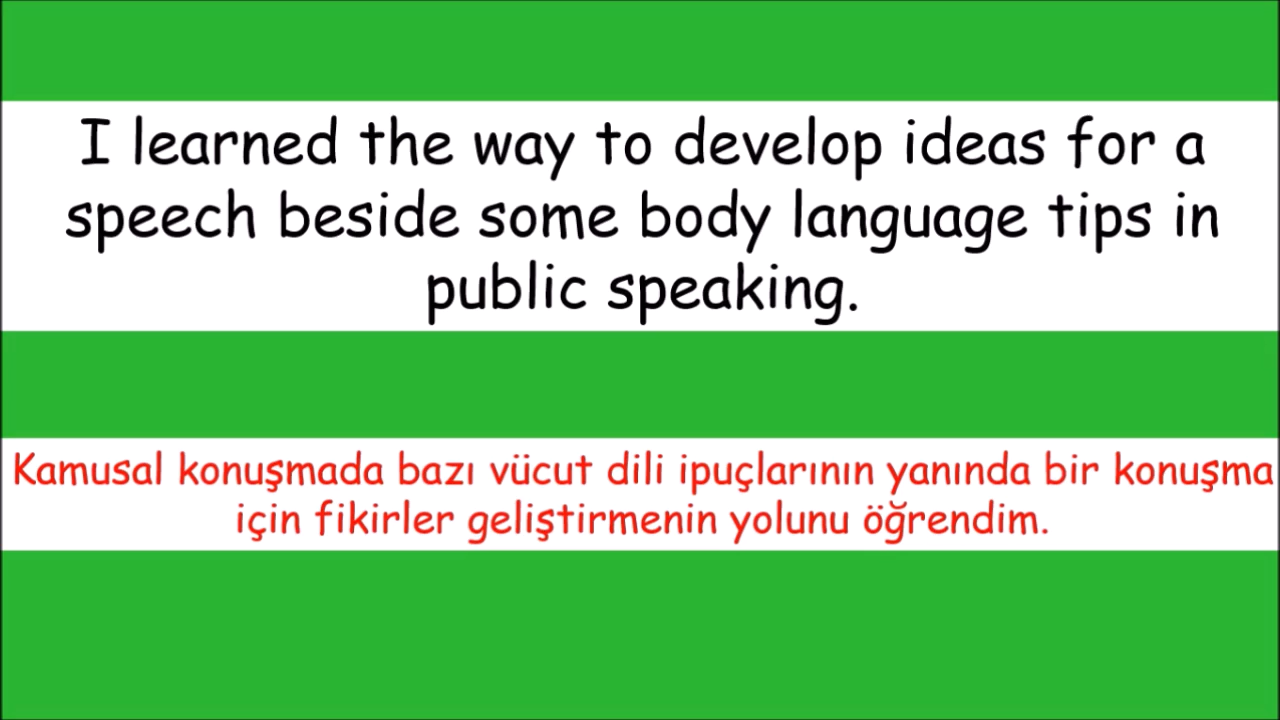 I learned the way to develop ideas for a
speech beside some body language tips in
public speaking.
Kamusal konuşmada bazı vücut dili ipuçlarının yanında bir konuşma
için fikirler geliştirmenin yolunu öğrendim.